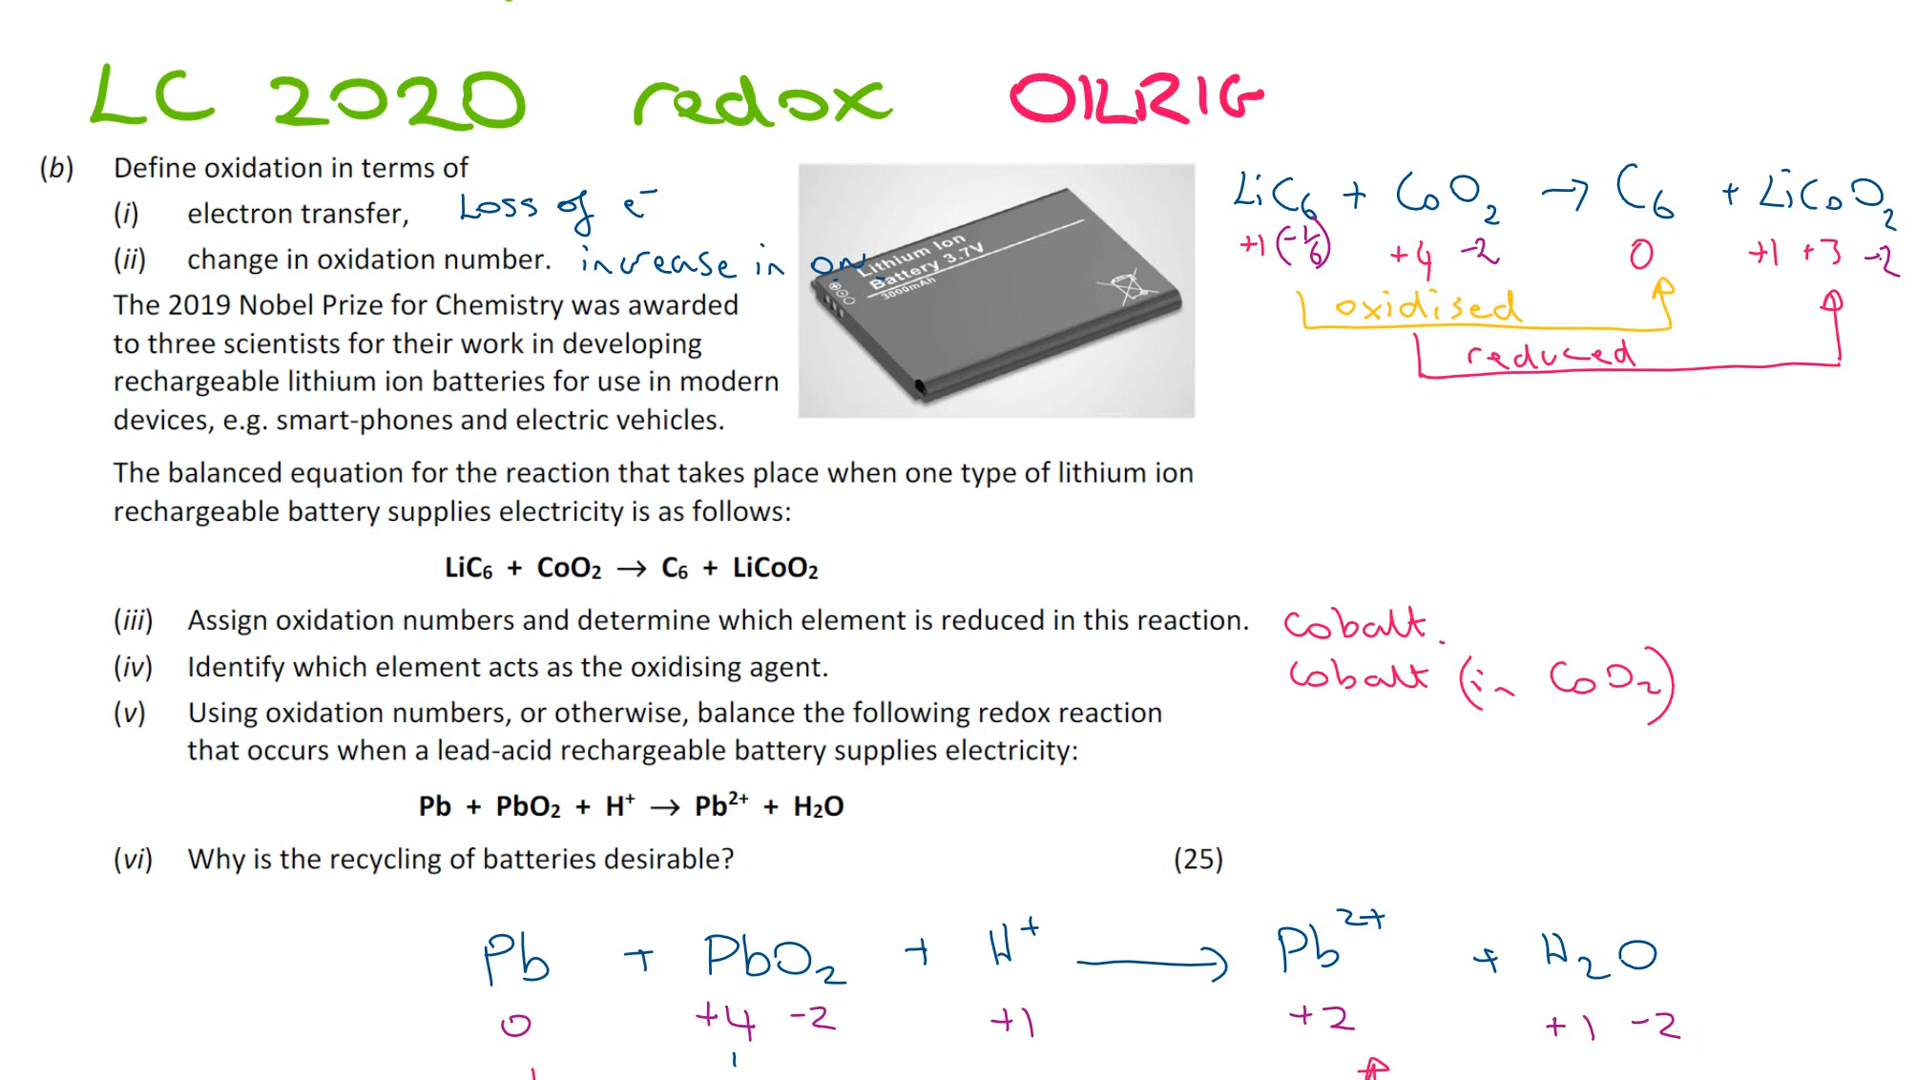 LC 2020 redox OILRIG
(b) Define oxidation in terms of
(i) electron transfer, Loss of e⁻
(ii) change in oxidation number. increase in ON
The 2019 Nobel Prize for Chemistry was awarded
to three scientists for their work in developing
rechargeable lithium ion batteries for use in modern
devices, e.g. smart-phones and electric vehicles.
Lithium Ion
Battery 3.7V
3000mAh
LiC₆ + CoO₂ → C₆ + LiCoO₂
+1 (-1/6) +4 -2 0 +1 +3 -2
oxidised
reduced
The balanced equation for the reaction that takes place when one type of lithium ion
rechargeable battery supplies electricity is as follows:
LiC₆ + CoO₂ → C₆ + LiCoO₂
(iii) Assign oxidation numbers and determine which element is reduced in this reaction. cobalt.
(iv) Identify which element acts as the oxidising agent. cobalt (in CoO₂)
(v) Using oxidation numbers, or otherwise, balance the following redox reaction
that occurs when a lead-acid rechargeable battery supplies electricity:
Pb + PbO₂ + H⁺ → Pb²⁺ + H₂O
(vi) Why is the recycling of batteries desirable? (25)
Pb + PbO₂ + H⁺ → Pb²⁺ + H₂O
0 +4 -2 +1 +2 +1 -2